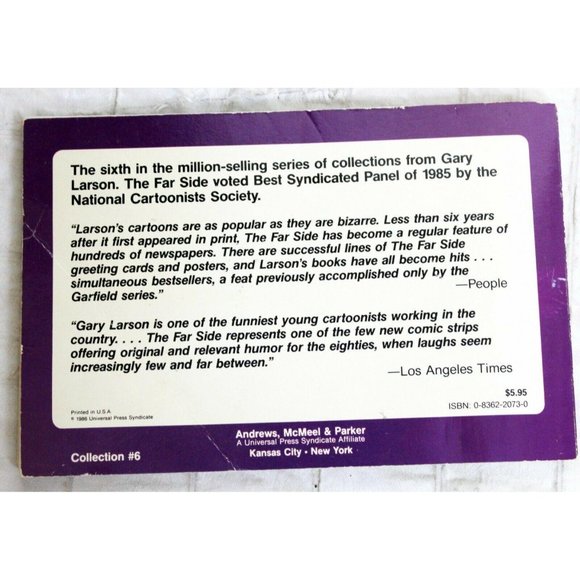 The sixth in the million-selling series of collections from Gary
Larson. The Far Side voted Best Syndicated Panel of 1985 by the
National Cartoonists Society.
“Larson's cartoons are as popular as they are bizarre. Less than six years
after it first appeared in print, The Far Side has become a regular feature of
hundreds of newspapers. There are successful lines of The Far Side
greeting cards and posters, and Larson's books have all become hits . . .
simultaneous bestsellers, a feat previously accomplished only by the
Garfield series.”
—People
“Gary Larson is one of the funniest young cartoonists working in the
country. . . . The Far Side represents one of the few new comic strips
offering original and relevant humor for the eighties, when laughs seem
increasingly few and far between.”
—Los Angeles Times
$5.95
ISBN: 0-8362-2073-0
Printed in U.S.A
© 1986 Universal Press Syndicate
Andrews, McMeel & Parker
A Universal Press Syndicate Affiliate
Kansas City • New York
Collection #6